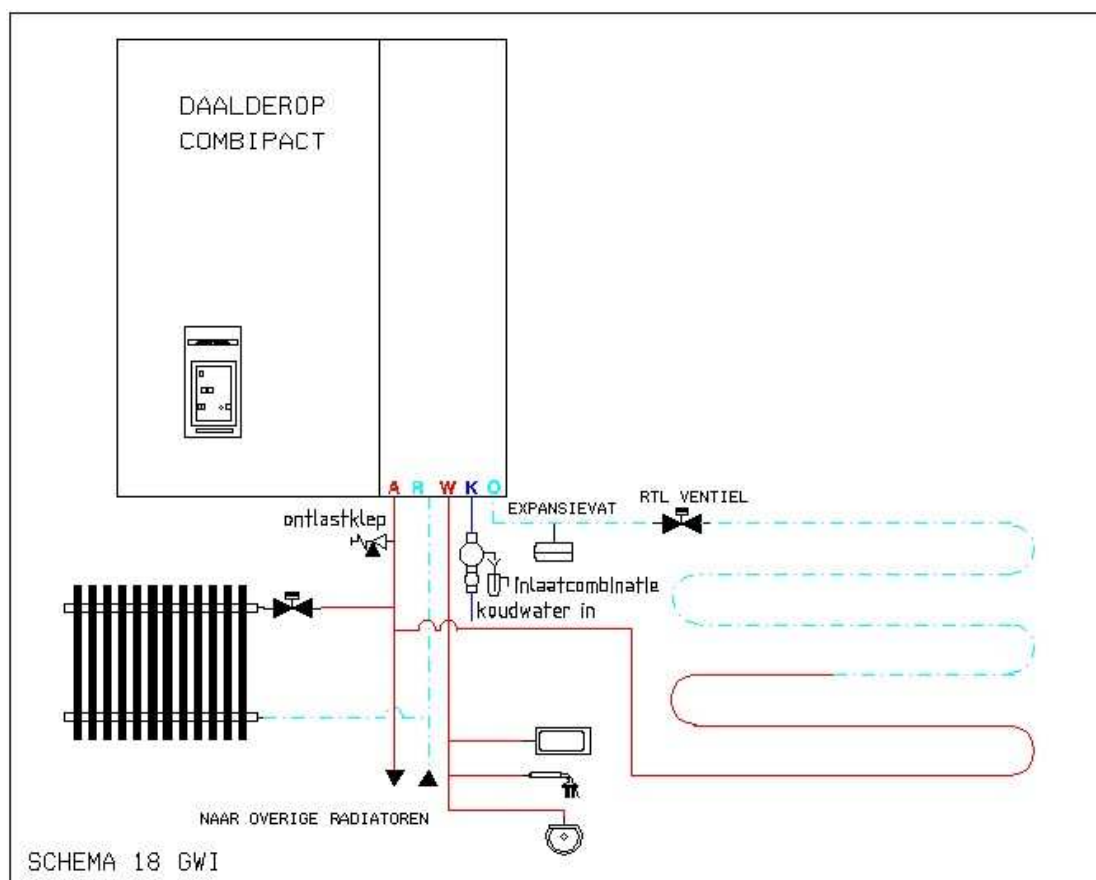 DAALDEROP
COMBIPACT
A R W K O
ontlastklep
EXPANSIEVAT
RTL VENTIEL
inlaatcombinatie
koudwater in
NAAR OVERIGE RADIATOREN
SCHEMA 18 GWI